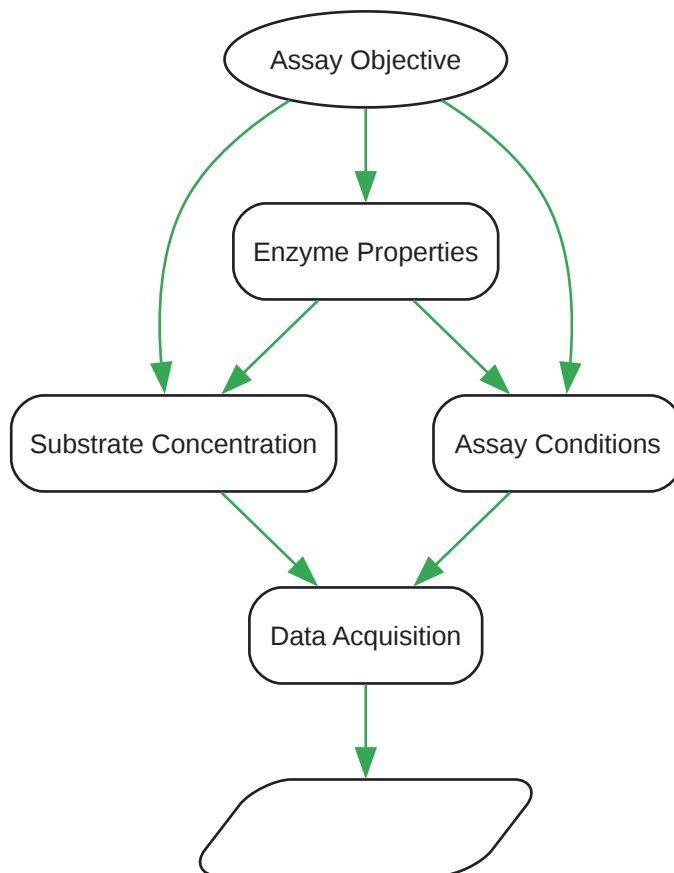 Assay Objective
Enzyme Properties
Substrate Concentration
Assay Conditions
Data Acquisition